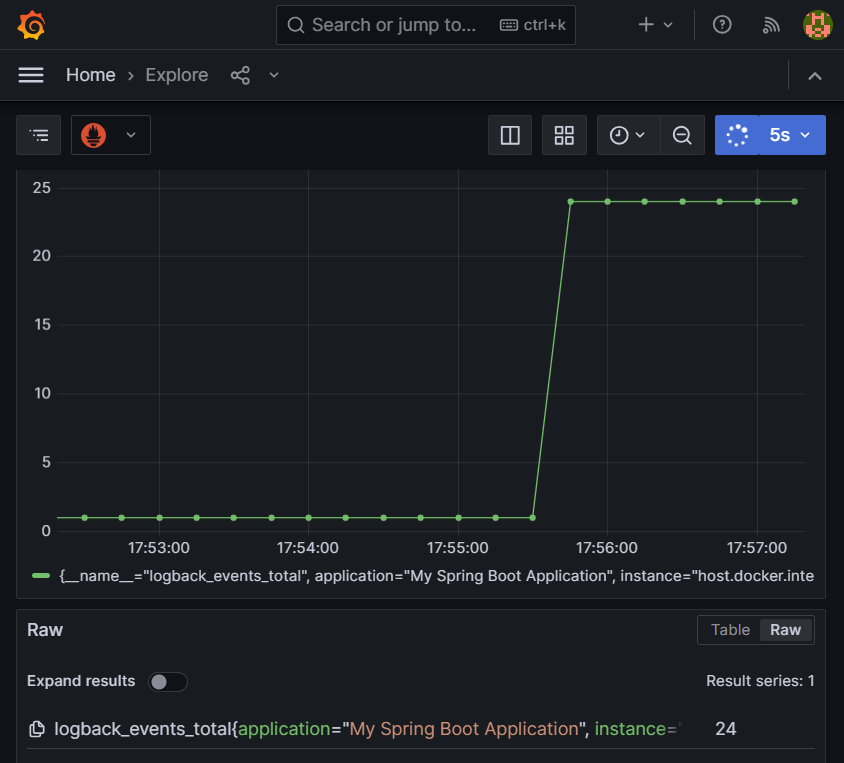 Search or jump to... ctrl+k
Home › Explore
5s
25
20
15
10
5
0
17:53:00 17:54:00 17:55:00 17:56:00 17:57:00
{__name__="logback_events_total", application="My Spring Boot Application", instance="host.docker.inte
Raw Table Raw
Expand results Result series: 1
logback_events_total{application="My Spring Boot Application", instance=" 24